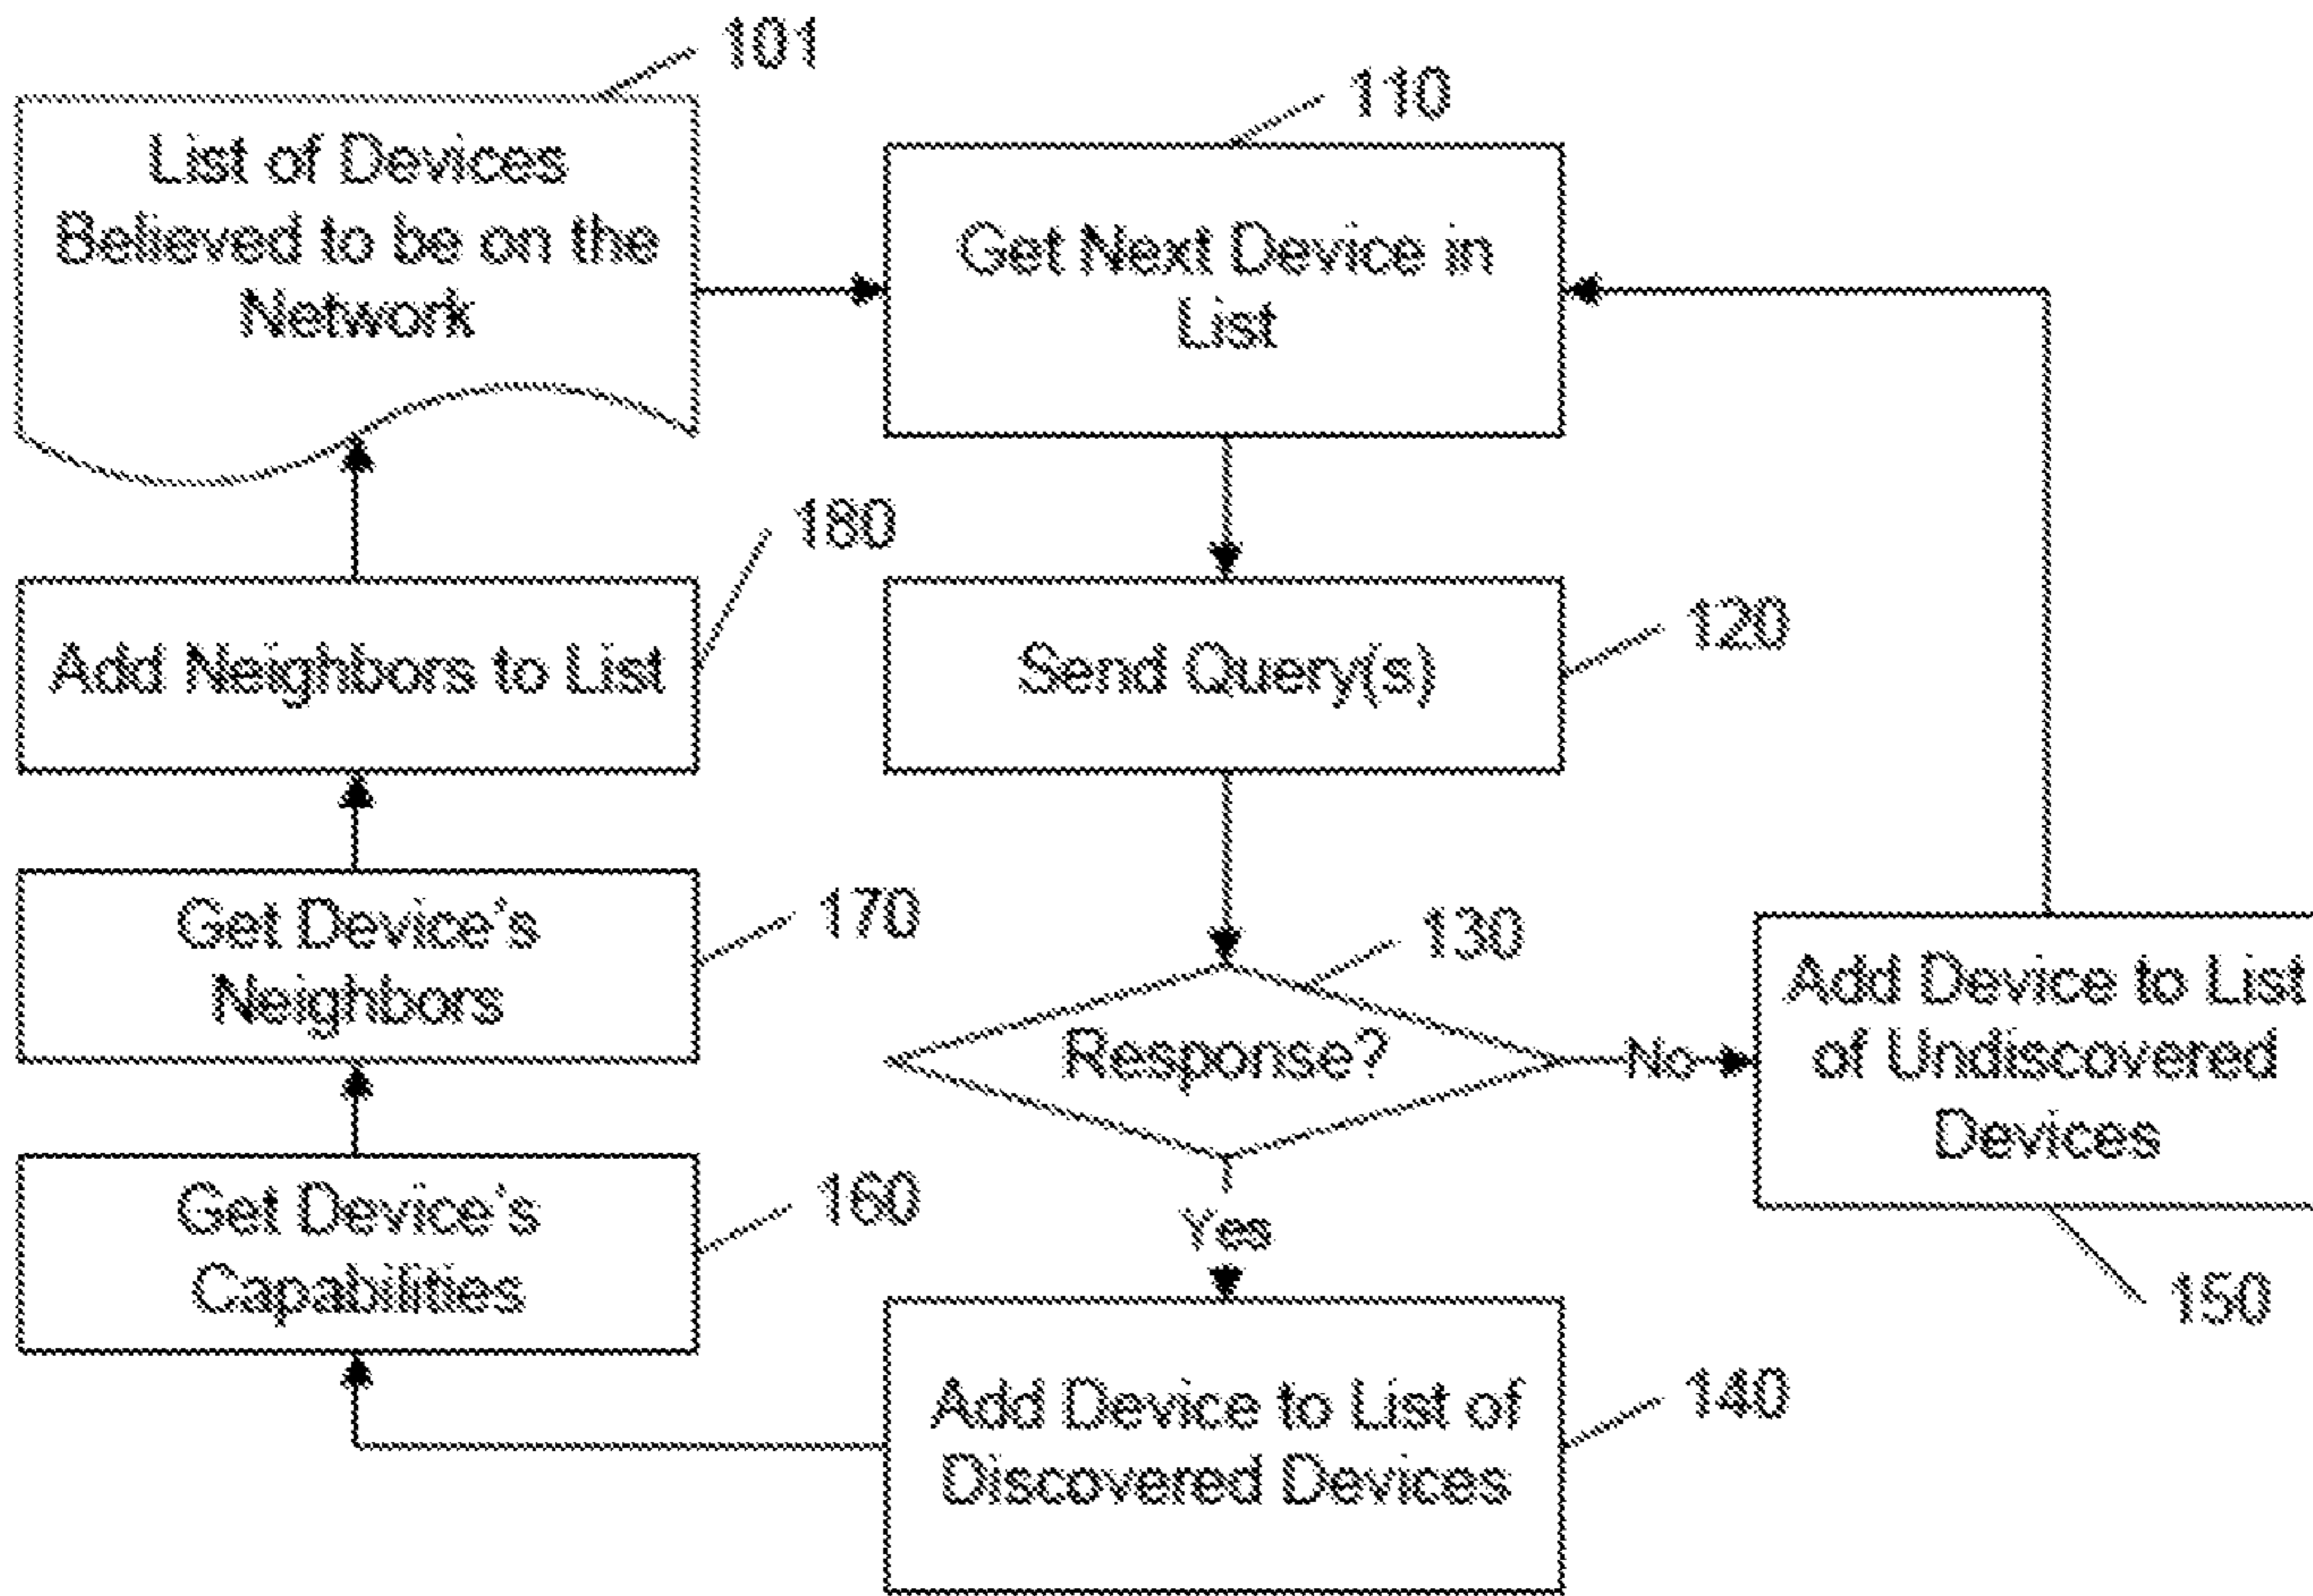 101
List of Devices
Believed to be on the
Network
110
Get Next Device in
List
180
Add Neighbors to List
120
Send Query(s)
170
Get Device's
Neighbors
130
Response?
No
Add Device to List
of Undiscovered
Devices
160
Get Device's
Capabilities
Yes
150
140
Add Device to List of
Discovered Devices